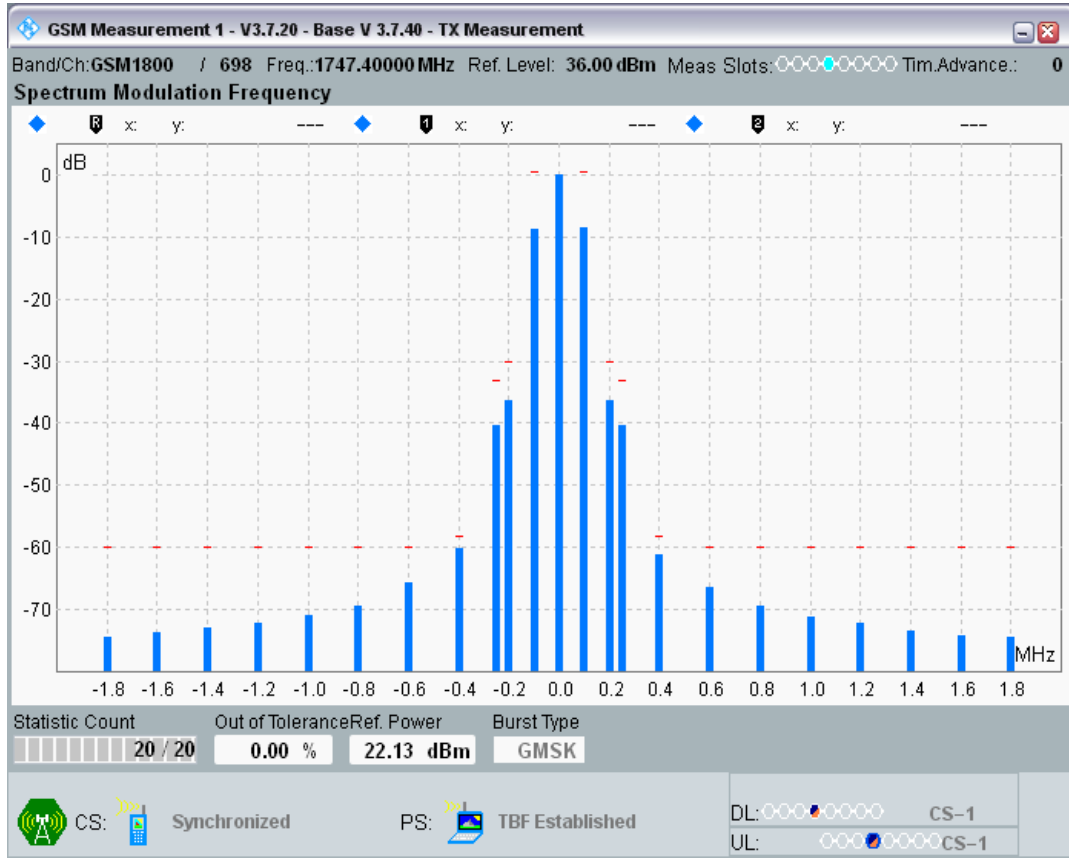 GSM Measurement 1 - V3.7.20 - Base V 3.7.40 - TX Measurement
Band/Ch:GSM1800 / 698 Freq.:1747.40000 MHz Ref. Level: 36.00 dBm Meas Slots: Tim.Advance.: 0
Spectrum Modulation Frequency
R x: y: --- 1 x: y: --- 2 x: y: ---
dB
0
-10
-20
-30
-40
-50
-60
-70
MHz
-1.8 -1.6 -1.4 -1.2 -1.0 -0.8 -0.6 -0.4 -0.2 0.0 0.2 0.4 0.6 0.8 1.0 1.2 1.4 1.6 1.8
Statistic Count Out of Tolerance Ref. Power Burst Type
20 / 20 0.00 % 22.13 dBm GMSK
CS: Synchronized PS: TBF Established
DL: CS-1
UL: CS-1